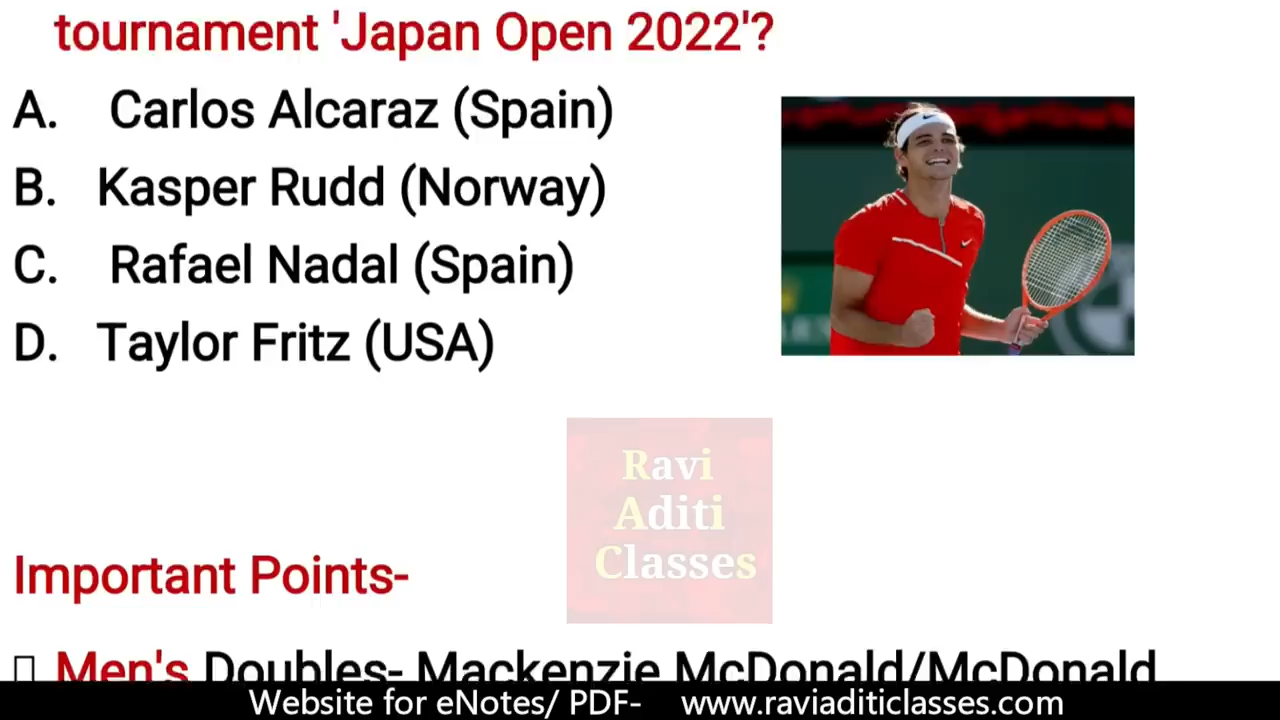 tournament 'Japan Open 2022'?
A. Carlos Alcaraz (Spain)
B. Kasper Rudd (Norway)
C. Rafael Nadal (Spain)
D. Taylor Fritz (USA)
Ravi
Aditi
Classes
Important Points-
Men's Doubles- Mackenzie McDonald/McDonald
Website for eNotes/ PDF- www.raviaditiclasses.com